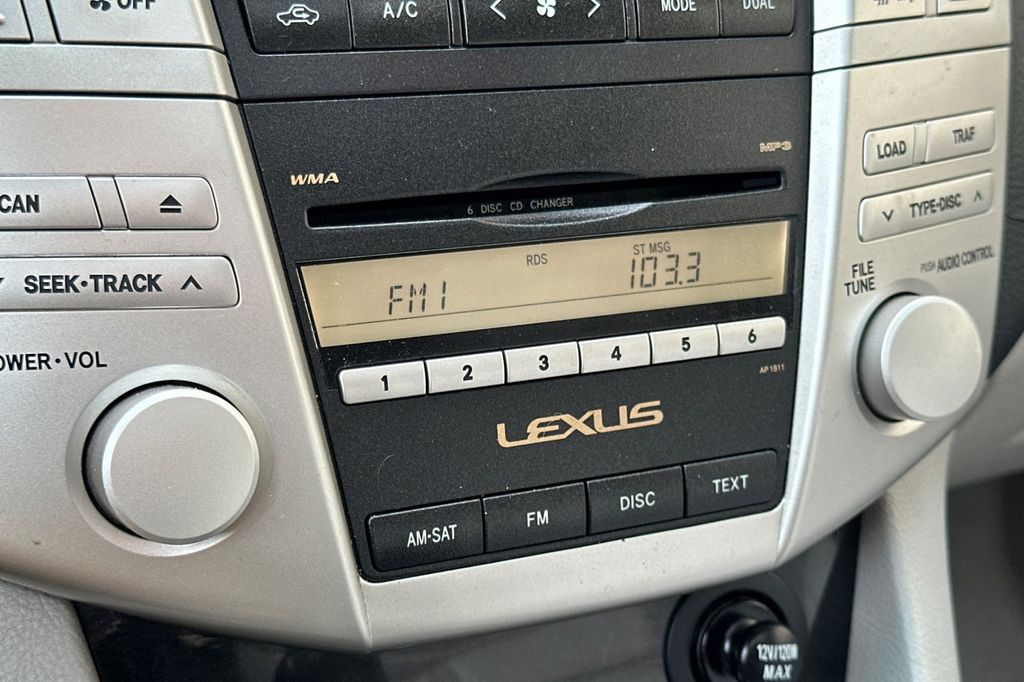 OFF
A/C
MODE
DUAL
WMA
MP3
6 DISC CD CHANGER
LOAD
TRAF
CAN
TYPE·DISC
SEEK·TRACK
RDS
ST MSG
FM1
103.3
PUSH AUDIO CONTROL
FILE
TUNE
OWER·VOL
1 2 3 4 5 6
AP1811
LEXUS
AM·SAT
FM
DISC
TEXT
12V/120W
MAX